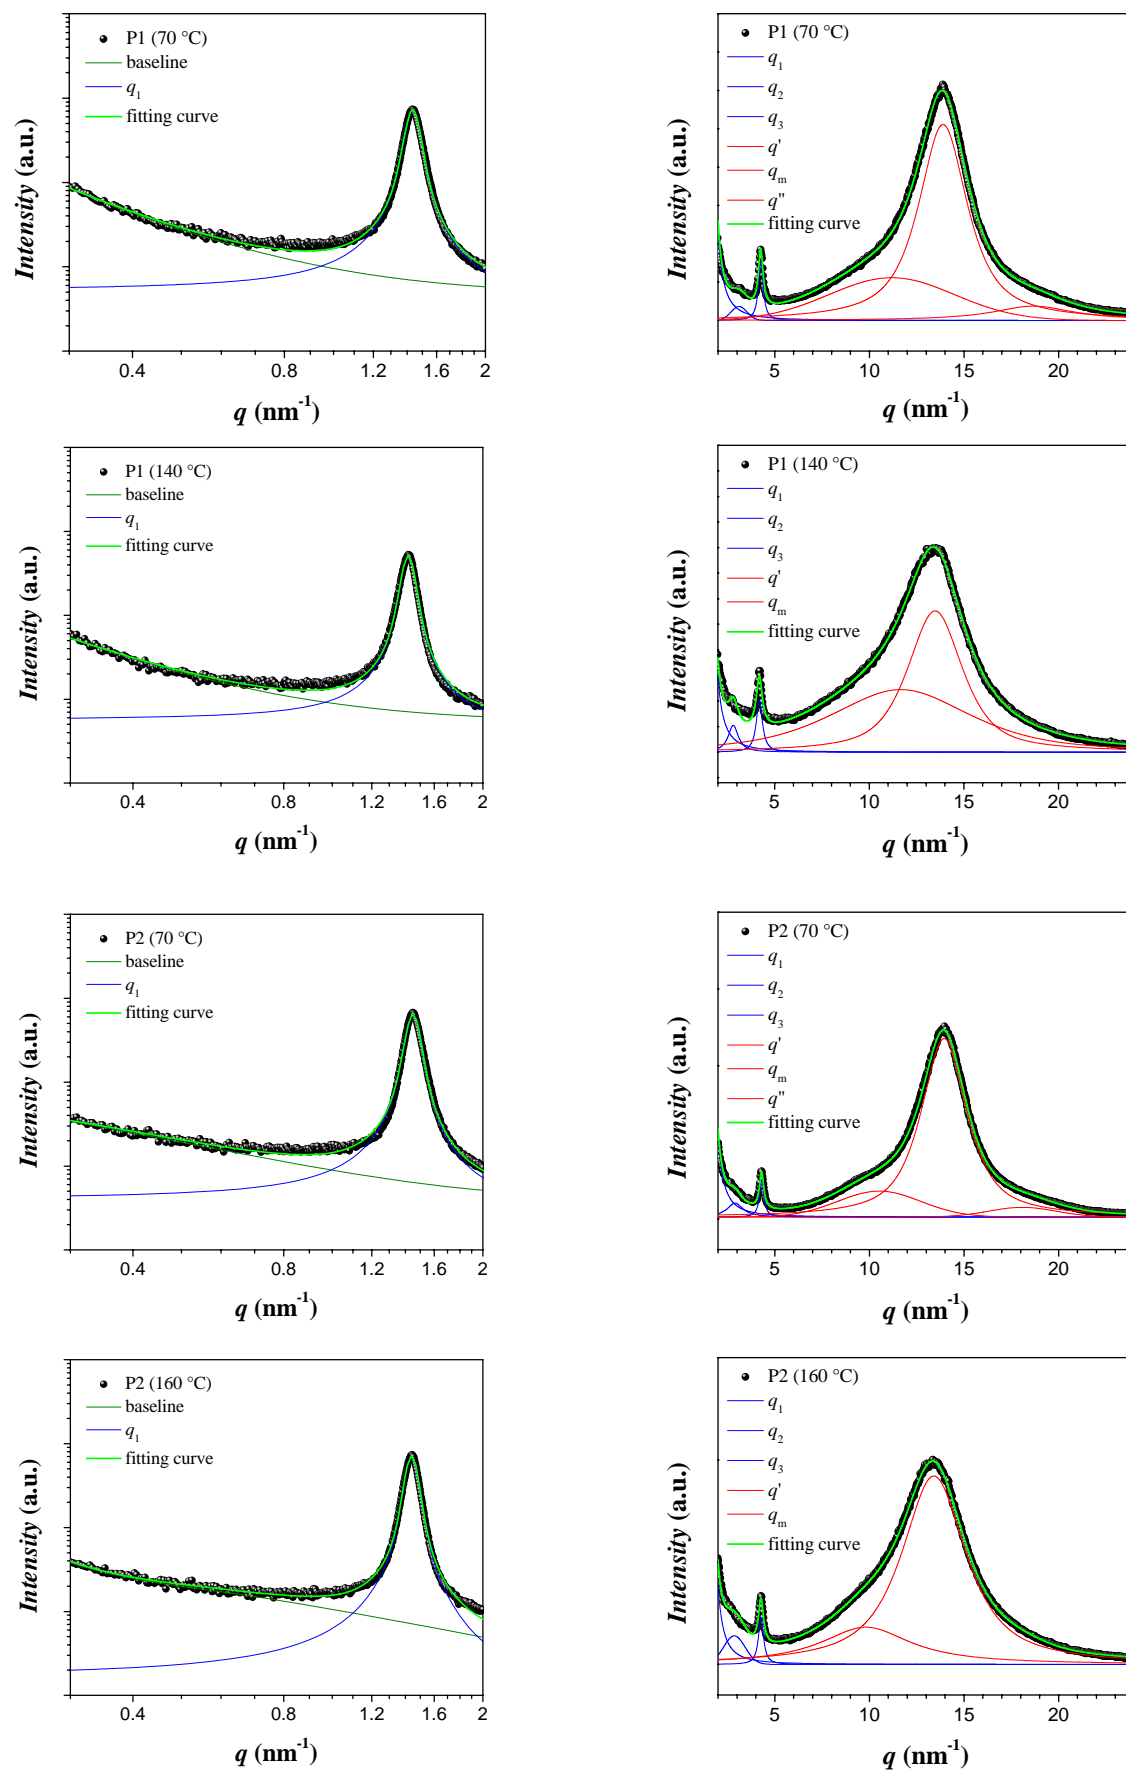 P1 (70 °C)
baseline
q1
fitting curve
Intensity (a.u.)
0.4 0.8 1.2 1.6 2
q (nm-1)
P1 (70 °C)
q1
q2
q3
q'
qm
q"
fitting curve
Intensity (a.u.)
5 10 15 20
q (nm-1)
P1 (140 °C)
baseline
q1
fitting curve
Intensity (a.u.)
0.4 0.8 1.2 1.6 2
q (nm-1)
P1 (140 °C)
q1
q2
q3
q'
qm
fitting curve
Intensity (a.u.)
5 10 15 20
q (nm-1)
P2 (70 °C)
baseline
q1
fitting curve
Intensity (a.u.)
0.4 0.8 1.2 1.6 2
q (nm-1)
P2 (70 °C)
q1
q2
q3
q'
qm
q"
fitting curve
Intensity (a.u.)
5 10 15 20
q (nm-1)
P2 (160 °C)
baseline
q1
fitting curve
Intensity (a.u.)
0.4 0.8 1.2 1.6 2
q (nm-1)
P2 (160 °C)
q1
q2
q3
q'
qm
fitting curve
Intensity (a.u.)
5 10 15 20
q (nm-1)